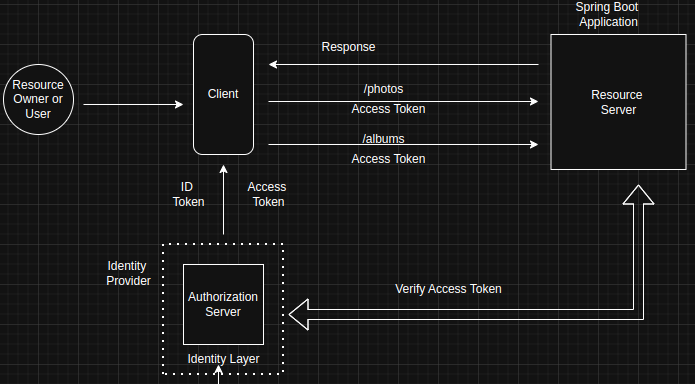 Spring Boot
Application
Response
Resource
Owner or
User
Client
/photos
Access Token
Resource
Server
/albums
Access Token
ID
Token
Access
Token
Identity
Provider
Authorization
Server
Verify Access Token
Identity Layer